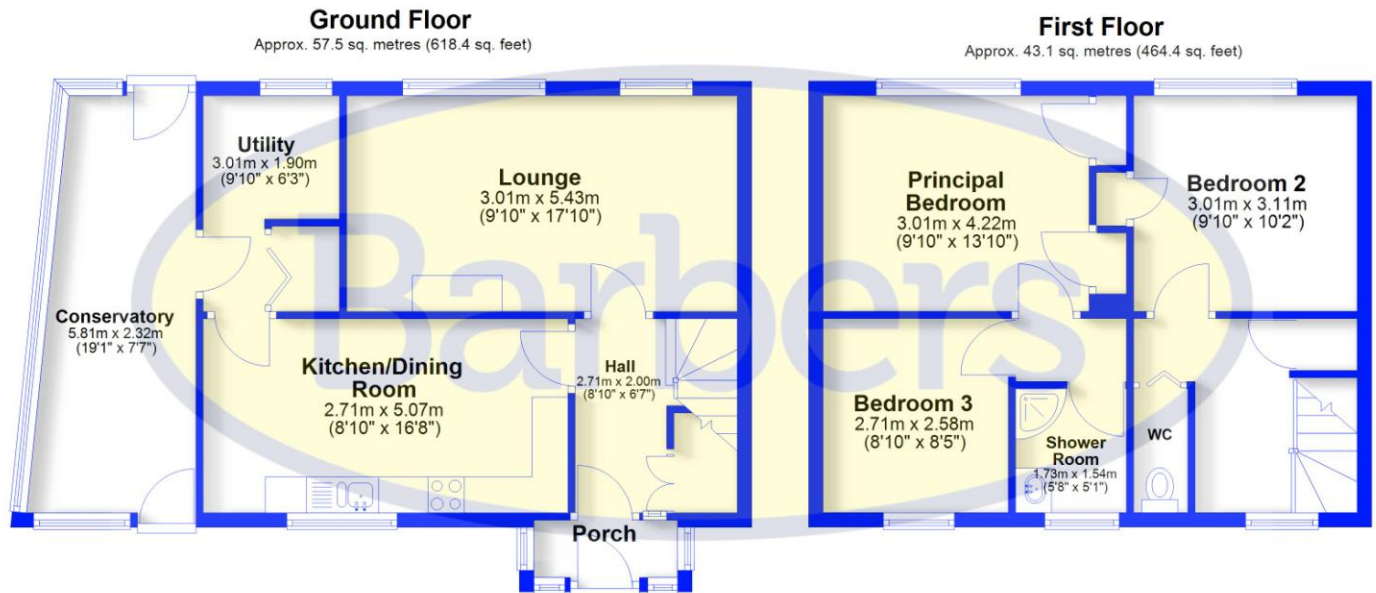 Ground Floor
Approx. 57.5 sq. metres (618.4 sq. feet)
First Floor
Approx. 43.1 sq. metres (464.4 sq. feet)
Utility
3.01m x 1.90m
(9'10" x 6'3")
Lounge
3.01m x 5.43m
(9'10" x 17'10")
Conservatory
5.81m x 2.32m
(19'1" x 7'7")
Kitchen/Dining
Room
2.71m x 5.07m
(8'10" x 16'8")
Hall
2.71m x 2.00m
(8'10" x 6'7")
Porch
Principal
Bedroom
3.01m x 4.22m
(9'10" x 13'10")
Bedroom 2
3.01m x 3.11m
(9'10" x 10'2")
Bedroom 3
2.71m x 2.58m
(8'10" x 8'5")
Shower
Room
1.73m x 1.54m
(5'8" x 5'1")
WC
Barbers